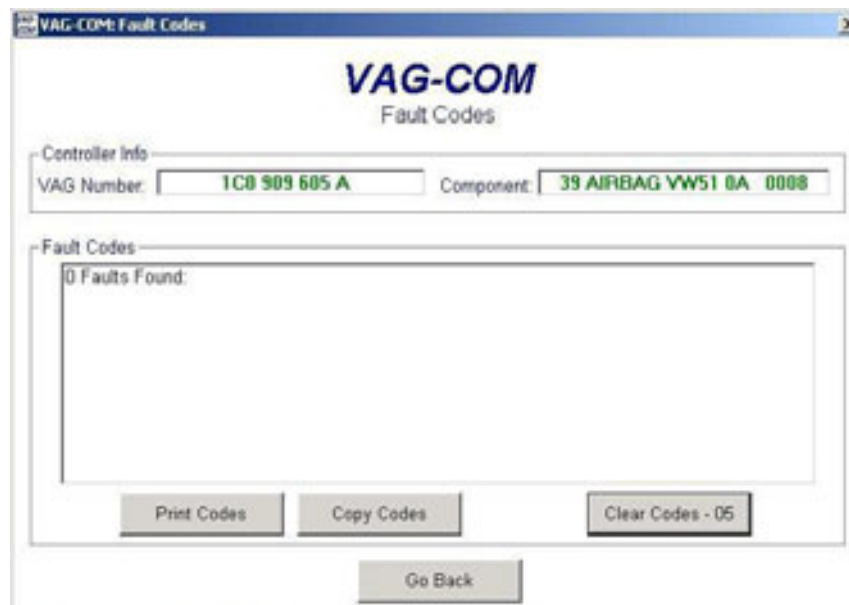 VAG-COM: Fault Codes
VAG-COM
Fault Codes
Controller Info
VAG Number: 1C0 909 605 A Component: 39 AIRBAG VW51 0A 0008
Fault Codes
0 Faults Found:
Print Codes Copy Codes Clear Codes - 05
Go Back